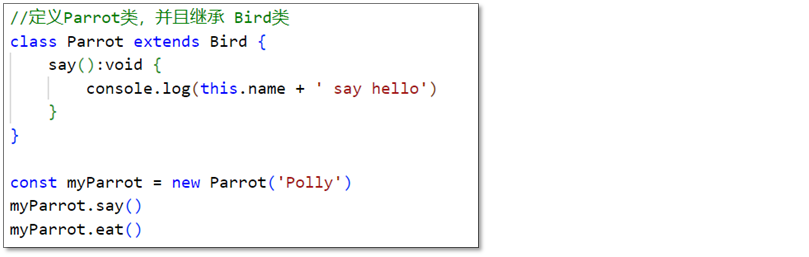 //定义Parrot类，并且继承 Bird类
class Parrot extends Bird {
    say():void {
        console.log(this.name + ' say hello')
    }
}
const myParrot = new Parrot('Polly')
myParrot.say()
myParrot.eat()